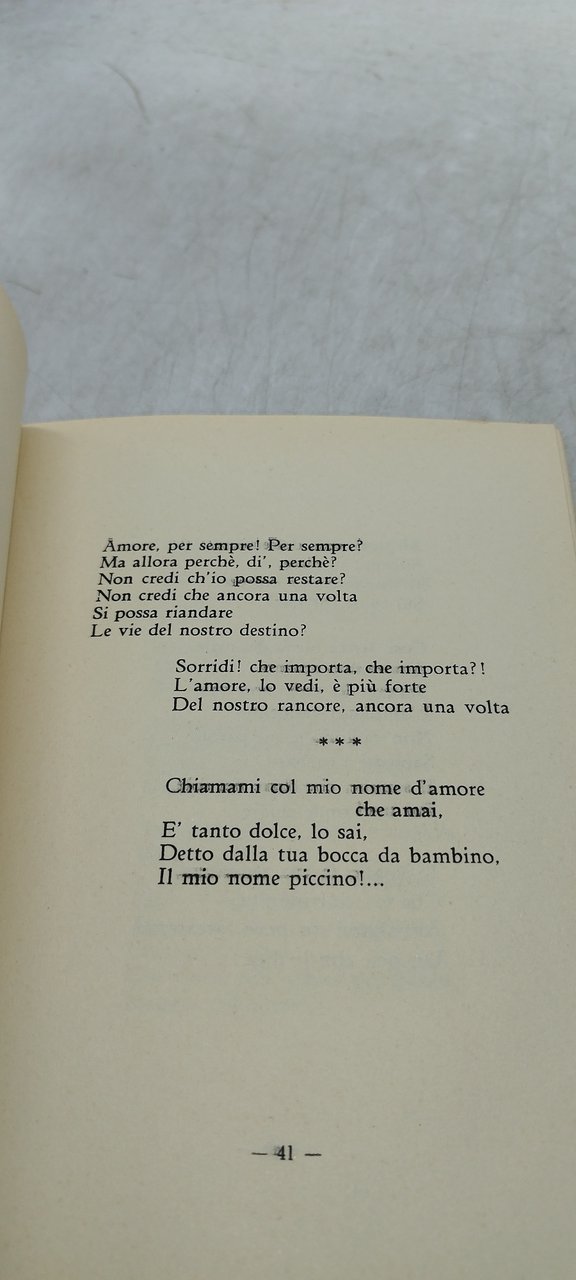 Amore, per sempre! Per sempre?
Ma allora perchè, di', perchè?
Non credi ch'io possa restare?
Non credi che ancora una volta
Si possa riandare
Le vie del nostro destino?
Sorridi! che importa, che importa?!
L'amore, lo vedi, è più forte
Del nostro rancore, ancora una volta
* * *
Chiamami col mio nome d'amore
che amai,
E' tanto dolce, lo sai,
Detto dalla tua bocca da bambino,
Il mio nome piccino!...
— 41 —